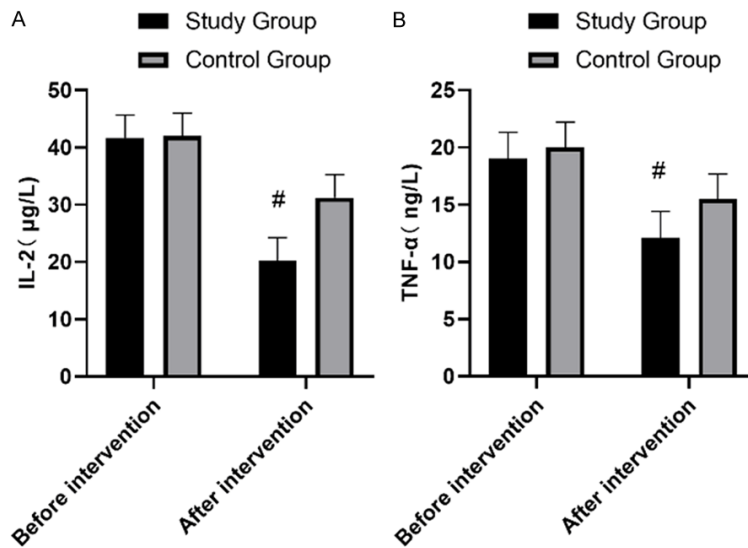 A
Study Group
Control Group
IL-2( μg/L)
50
40
30
20
10
0
#
Before intervention
After intervention
B
Study Group
Control Group
TNF-α( ng/L)
25
20
15
10
5
0
#
Before intervention
After intervention